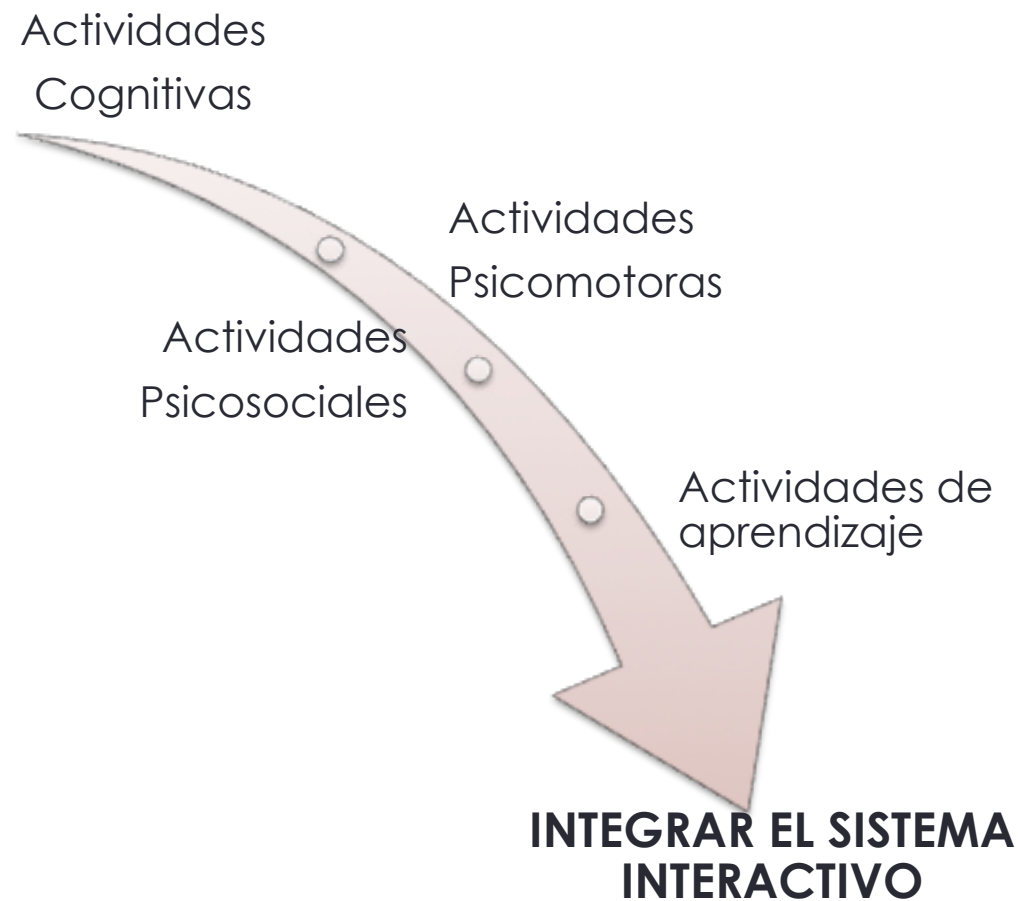 Actividades
Cognitivas
Actividades
Psicomotoras
Actividades
Psicosociales
Actividades de
aprendizaje
INTEGRAR EL SISTEMA
INTERACTIVO